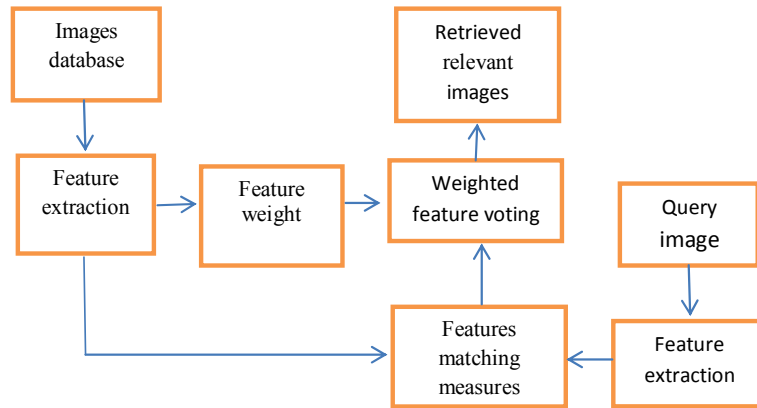 Images
database
Retrieved
relevant
images
Feature
extraction
Feature
weight
Weighted
feature voting
Query
image
Features
matching
measures
Feature
extraction